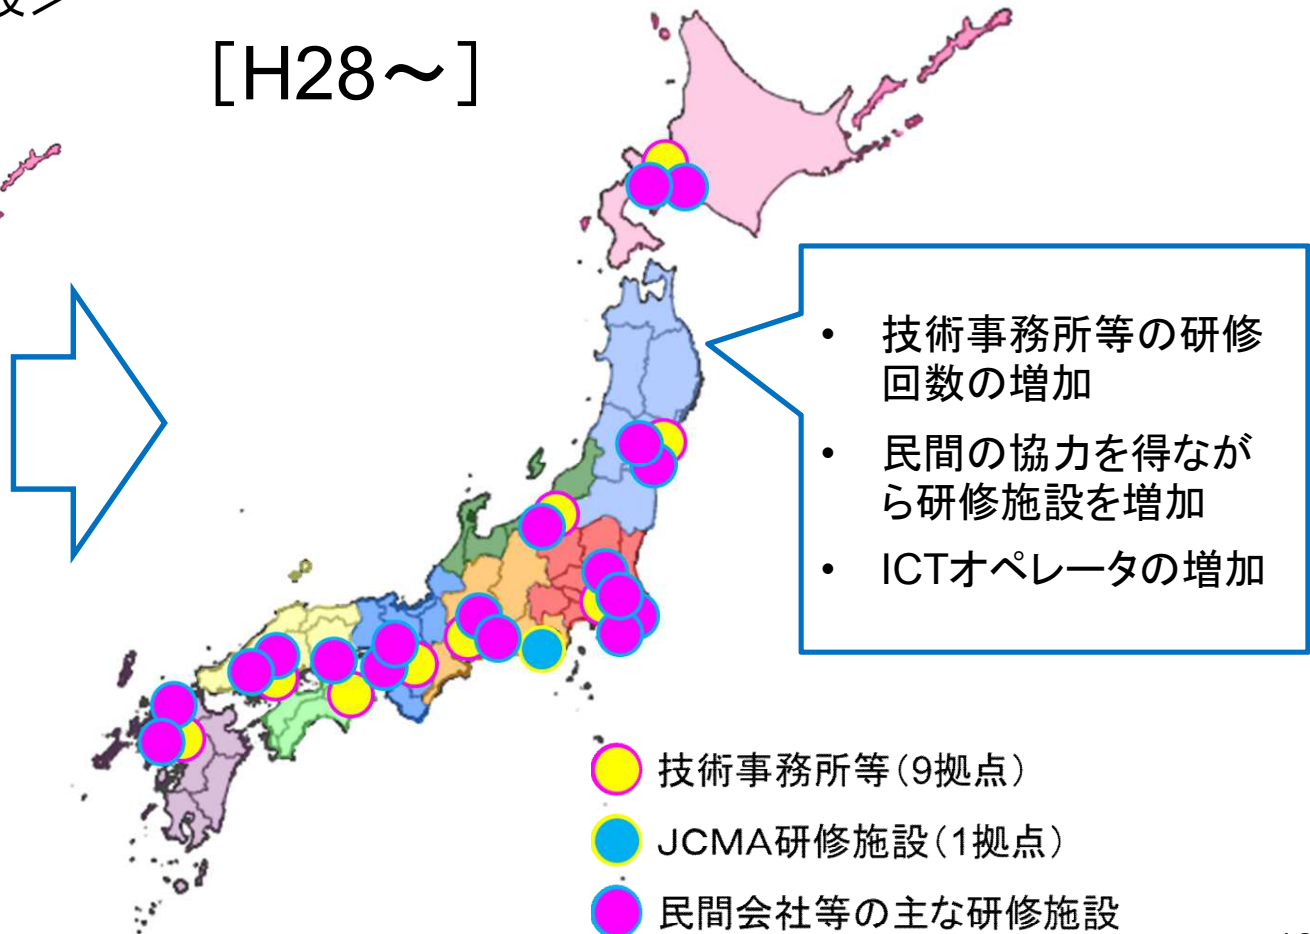 ［H28～］
• 技術事務所等の研修
回数の増加
• 民間の協力を得なが
ら研修施設を増加
• ICTオペレータの増加
技術事務所等（9拠点）
JCMA研修施設（1拠点）
民間会社等の主な研修施設